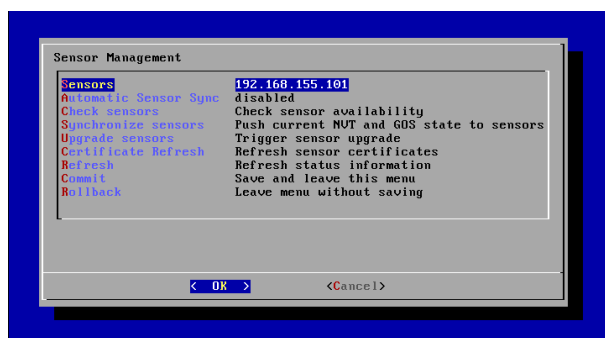 Sensor Management
Sensors 192.168.155.101
Automatic Sensor Sync disabled
Check sensors Check sensor availability
Synchronize sensors Push current NVT and GOS state to sensors
Upgrade sensors Trigger sensor upgrade
Certificate Refresh Refresh sensor certificates
Refresh Refresh status information
Commit Save and leave this menu
Rollback Leave menu without saving
< OK > <Cancel>